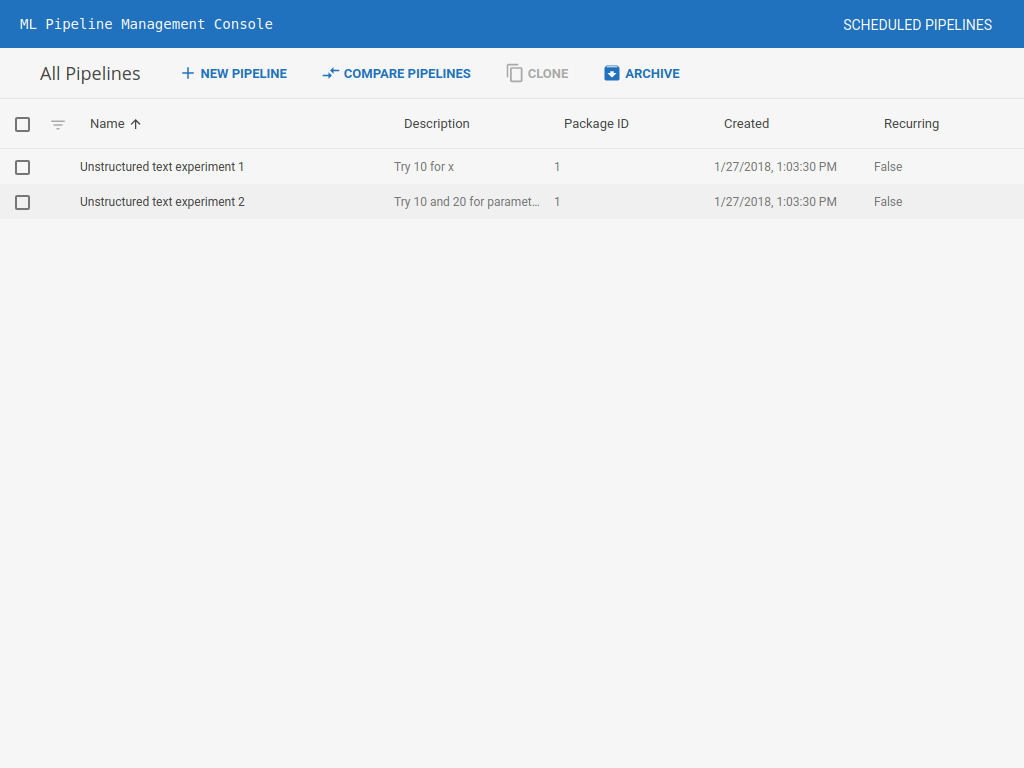 ML Pipeline Management Console SCHEDULED PIPELINES
All Pipelines NEW PIPELINE COMPARE PIPELINES CLONE ARCHIVE
Name Description Package ID Created Recurring
Unstructured text experiment 1 Try 10 for x 1 1/27/2018, 1:03:30 PM False
Unstructured text experiment 2 Try 10 and 20 for paramet... 1 1/27/2018, 1:03:30 PM False